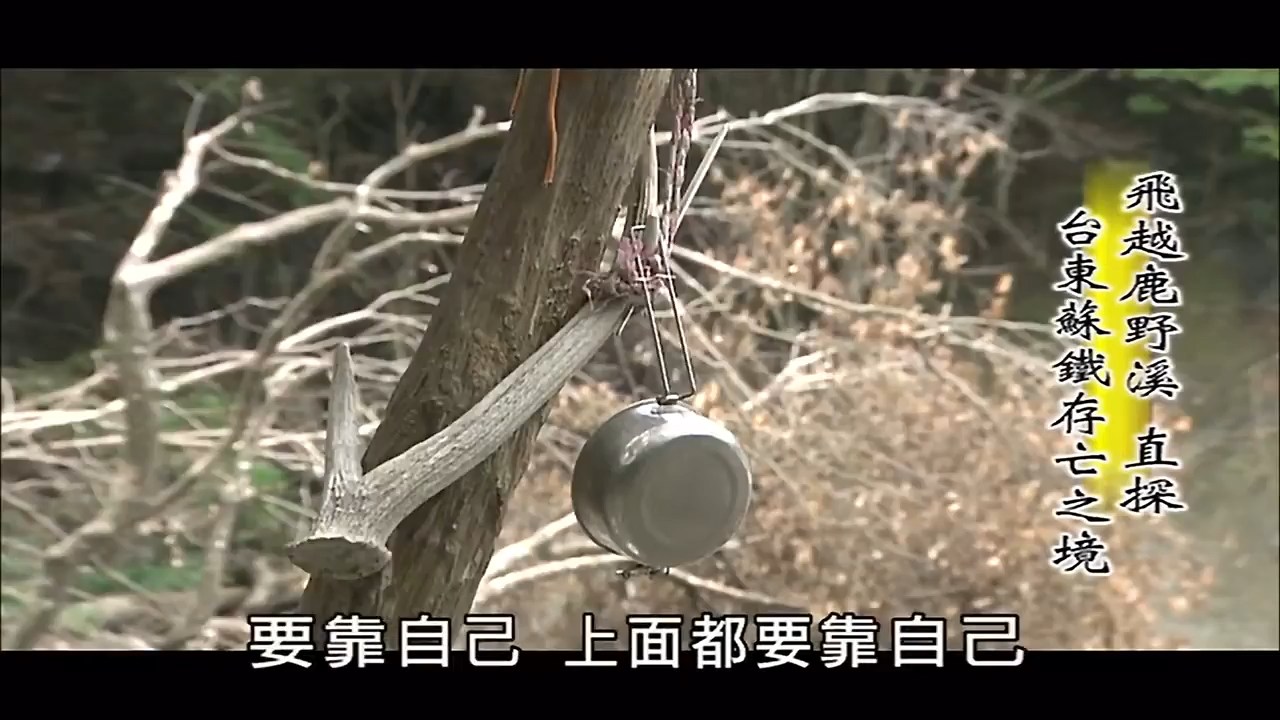 飛越鹿野溪 直探
台東蘇鐵存亡之境
要靠自己 上面都要靠自己